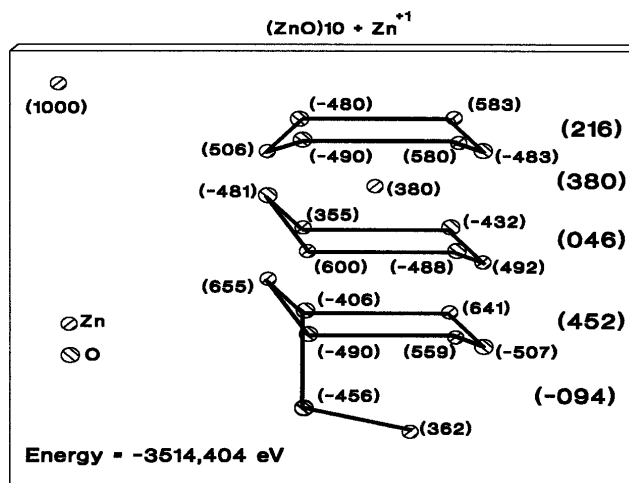 (ZnO)10 + Zn+1
(1000)
(-480) (583)
(216)
(506) (-490) (580) (-483)
(380)
(-481) (380)
(355) (-432)
(046)
(600) (-488) (492)
(655) (-406) (641)
(452)
Zn
(-490) (559) (-507)
O
(-456)
(-094)
(362)
Energy = -3514,404 eV